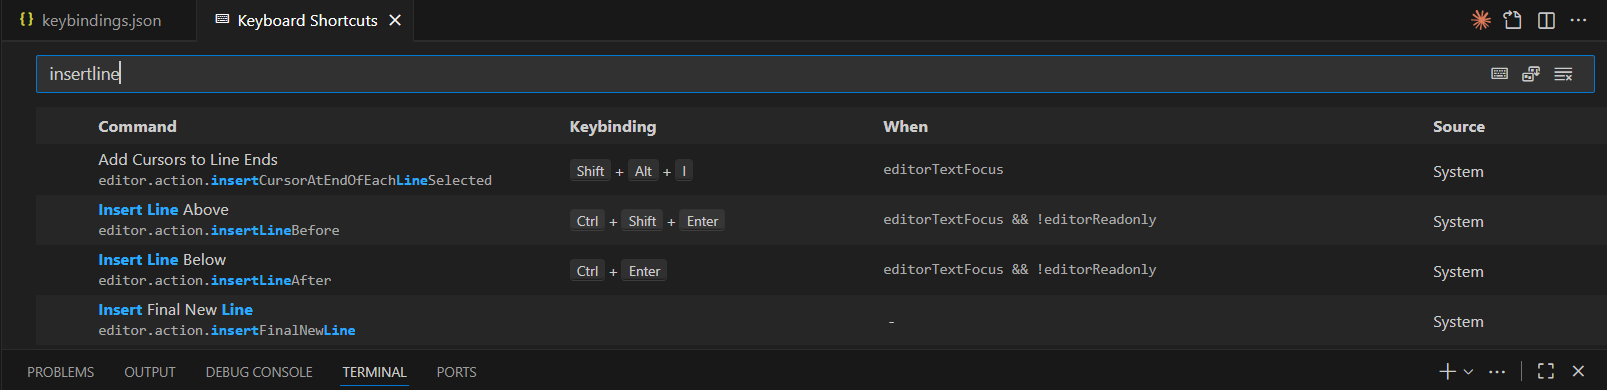 {} keybindings.json Keyboard Shortcuts
insertline
Command Keybinding When Source
Add Cursors to Line Ends
editor.action.insertCursorAtEndOfEachLineSelected Shift + Alt + I editorTextFocus System
Insert Line Above
editor.action.insertLineBefore Ctrl + Shift + Enter editorTextFocus && !editorReadonly System
Insert Line Below
editor.action.insertLineAfter Ctrl + Enter editorTextFocus && !editorReadonly System
Insert Final New Line
editor.action.insertFinalNewLine - System
PROBLEMS OUTPUT DEBUG CONSOLE TERMINAL PORTS